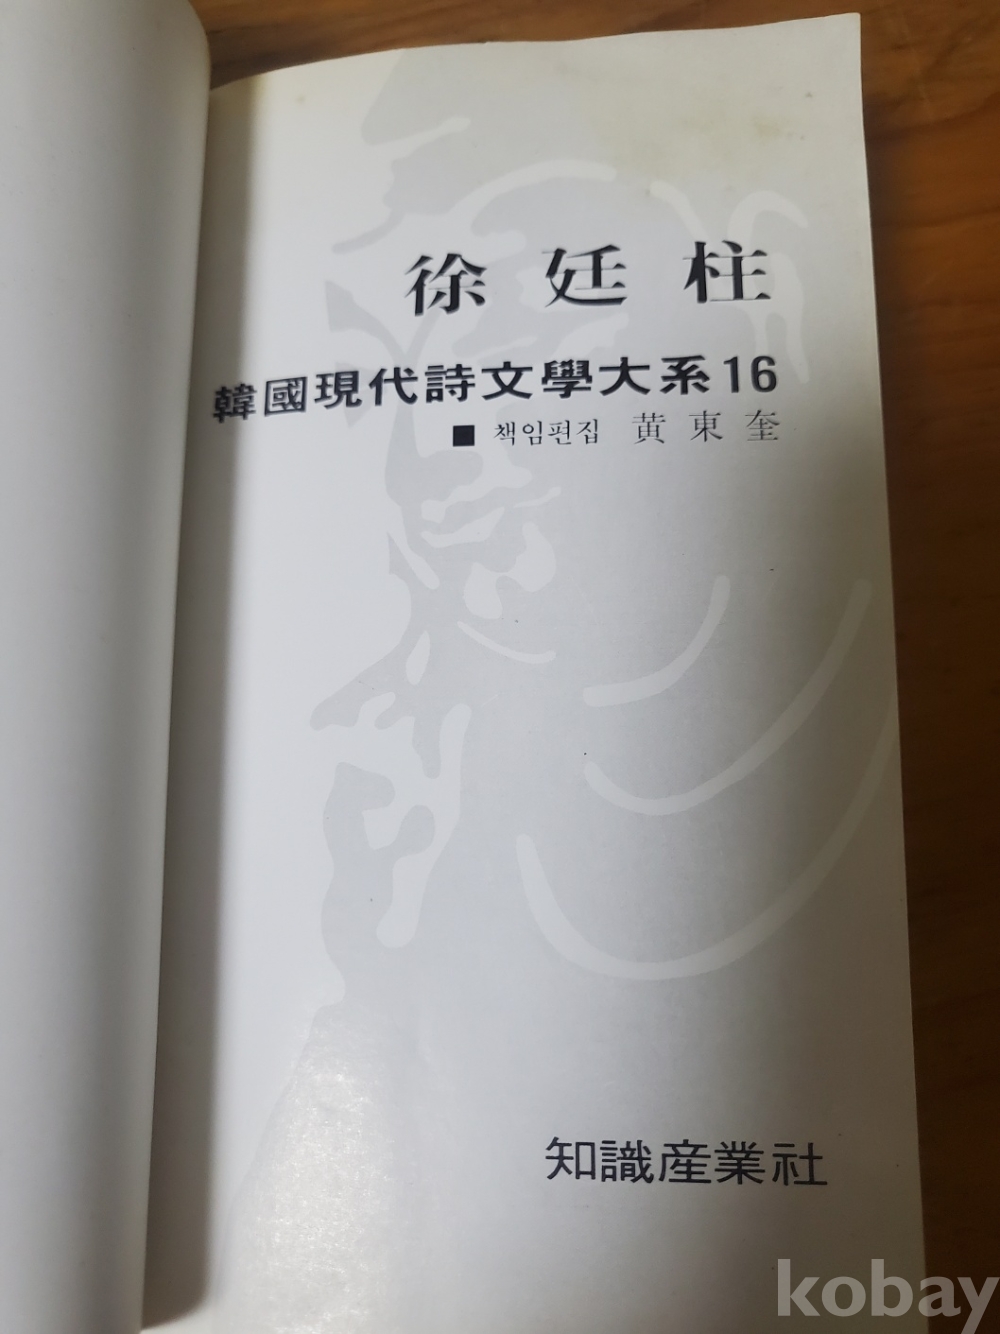 徐廷柱
韓國現代詩文學大系16
■ 책임편집 黄東奎
知識産業社
kobay